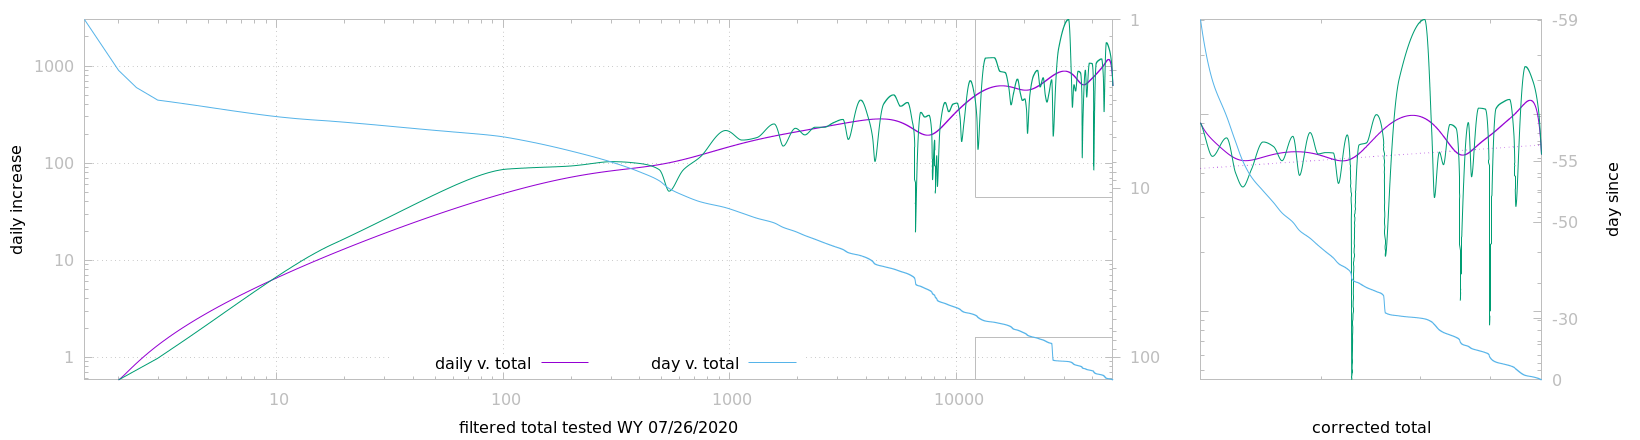 daily increase
1000
100
10
1
daily v. total
day v. total
10
100
1000
10000
filtered total tested WY 07/26/2020
1
10
100
-59
-55
-50
-30
0
day since
corrected total